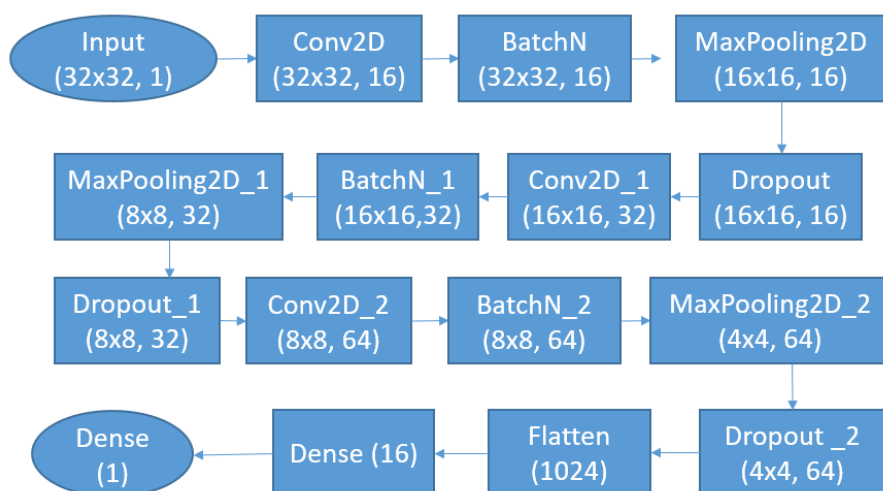 Input
(32x32, 1)
Conv2D
(32x32, 16)
BatchN
(32x32, 16)
MaxPooling2D
(16x16, 16)
MaxPooling2D_1
(8x8, 32)
BatchN_1
(16x16,32)
Conv2D_1
(16x16, 32)
Dropout
(16x16, 16)
Dropout_1
(8x8, 32)
Conv2D_2
(8x8, 64)
BatchN_2
(8x8, 64)
MaxPooling2D_2
(4x4, 64)
Dense
(1)
Dense (16)
Flatten
(1024)
Dropout _2
(4x4, 64)